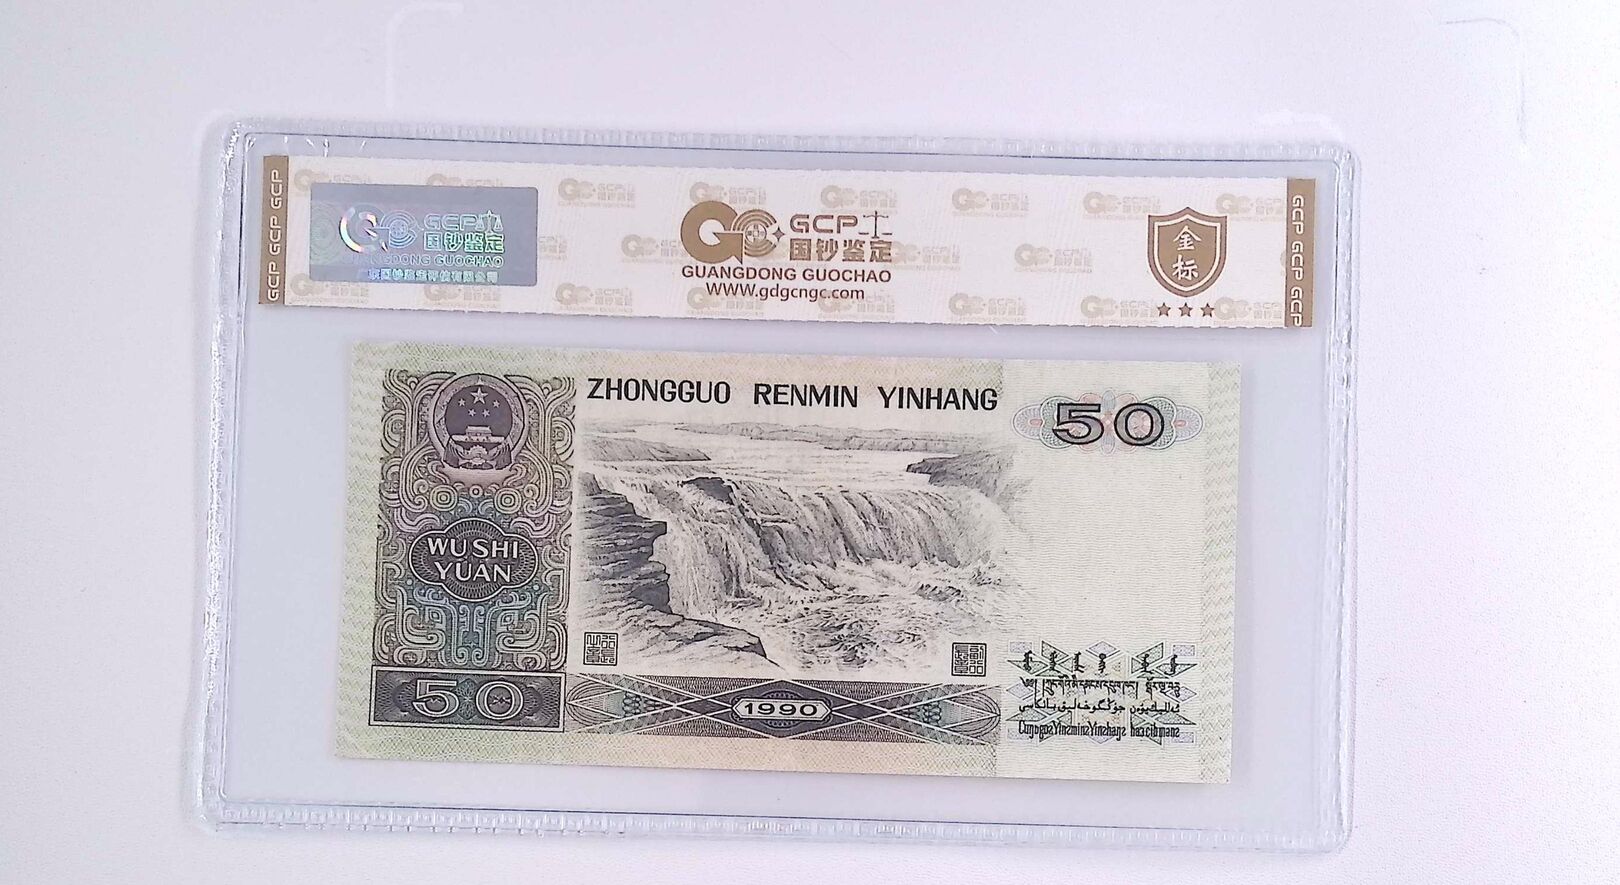 GCP GCP GCP
GCP
国钞鉴定
GUANGDONG GUOCHAO
GCP
国钞鉴定
GUANGDONG GUOCHAO
www.gdgcngc.com
金标
GCP GCP GCP
ZHONGGUO RENMIN YINHANG
50
WU SHI
YUAN
50
1990